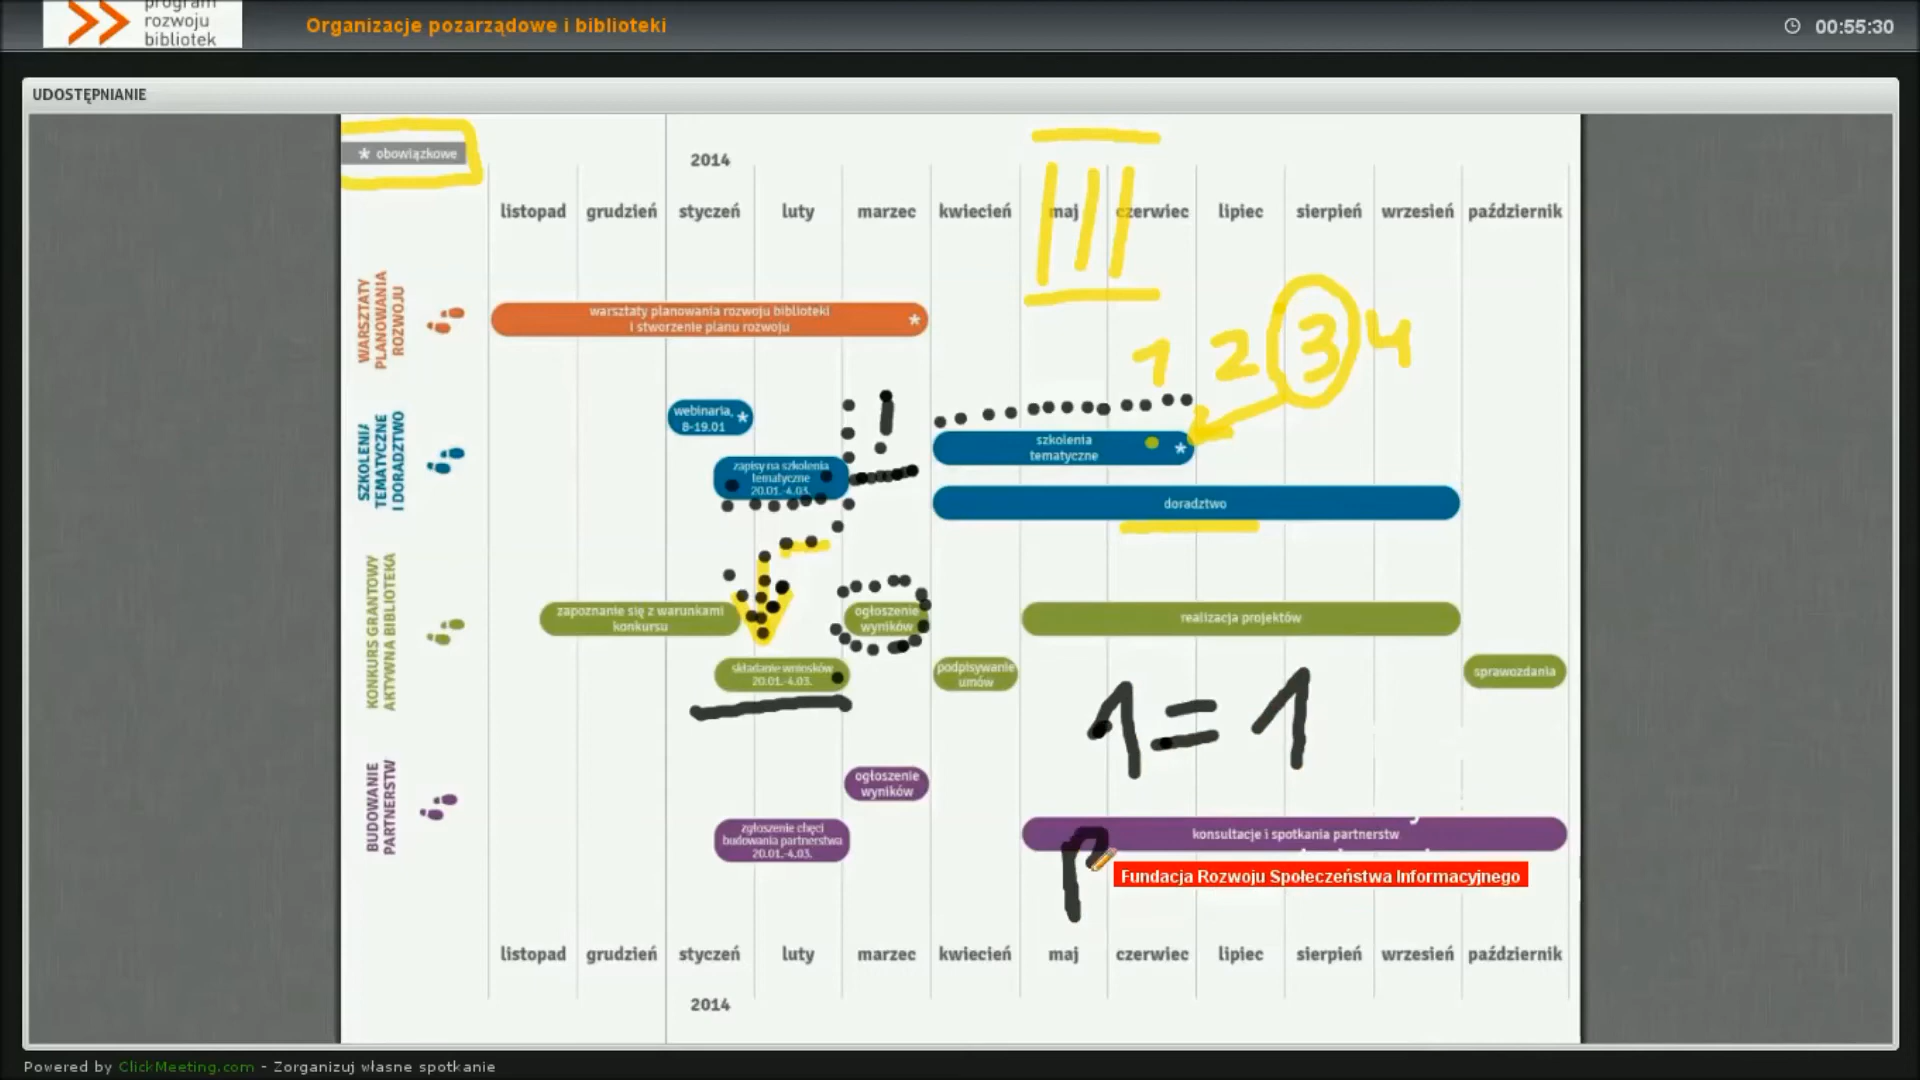 program
rozwoju
bibliotek
Organizacje pozarządowe i biblioteki
00:55:30
UDOSTĘPNIANIE
* obowiązkowe
2014
listopad grudzień styczeń luty marzec kwiecień maj czerwiec lipiec sierpień wrzesień październik
III
WARSZTATY
PLANOWANIA
ROZWOJU
warsztaty planowania rozwoju biblioteki
i stworzenie planu rozwoju *
1 2 3 4
SZKOLENIA
TEMATYCZNE
I DORADZTWO
webinaria, *
8-19.01
!
szkolenia
tematyczne *
zapisy na szkolenia
tematyczne
20.01.-4.03.
doradztwo
KONKURS GRANTOWY
AKTYWNA BIBLIOTEKA
zapoznanie się z warunkami
konkursu
ogłoszenie
wyników
realizacja projektów
składanie wniosków
20.01.-4.03.
podpisywanie
umów
sprawozdania
1=1
BUDOWANIE
PARTNERSTW
ogłoszenie
wyników
zgłoszenie chęci
budowania partnerstwa
20.01.-4.03.
konsultacje i spotkania partnerstw
Fundacja Rozwoju Społeczeństwa Informacyjnego
listopad grudzień styczeń luty marzec kwiecień maj czerwiec lipiec sierpień wrzesień październik
2014
Powered by ClickMeeting.com - Zorganizuj własne spotkanie